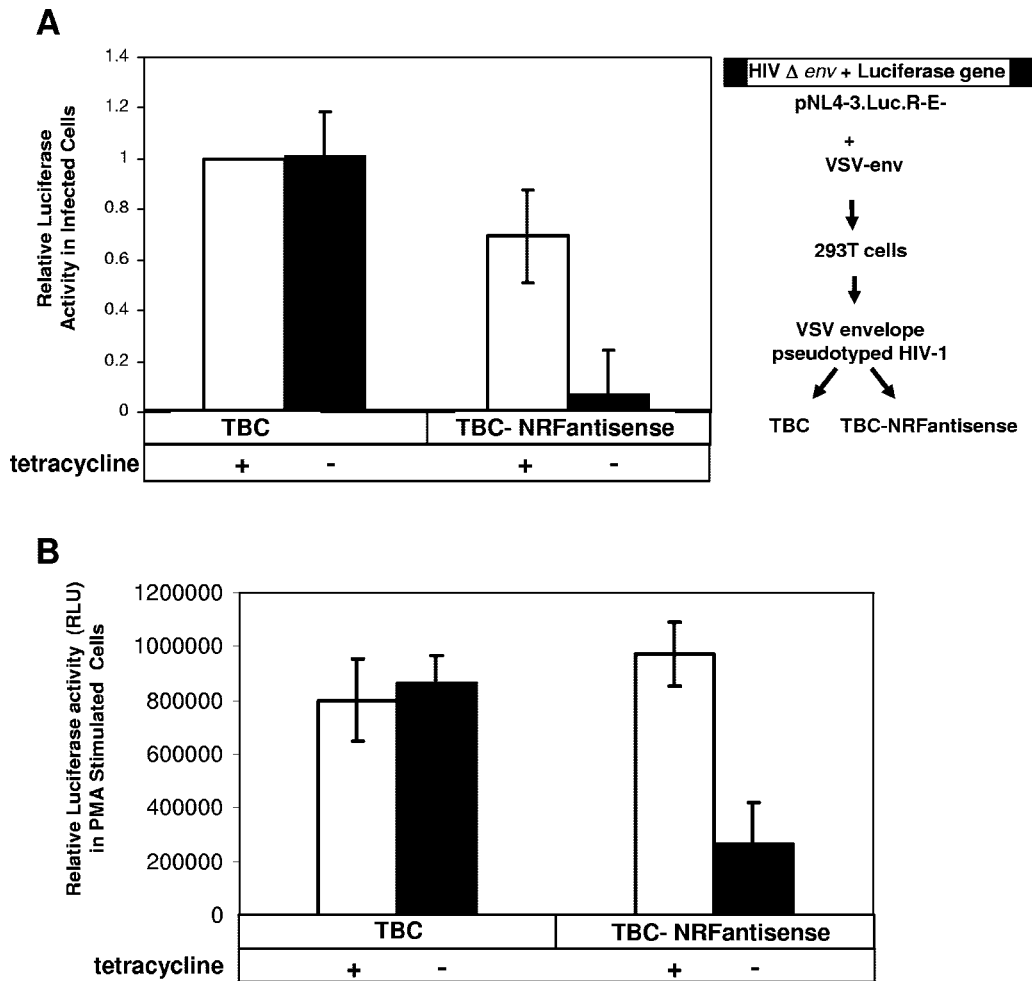 A
Relative Luciferase
Activity in Infected Cells
1.4
1.2
1
0.8
0.6
0.4
0.2
0
TBC
TBC- NRFantisense
tetracycline
+
-
+
-
HIV Δ env + Luciferase gene
pNL4-3.Luc.R-E-
+
VSV-env
293T cells
VSV envelope
pseudotyped HIV-1
TBC
TBC-NRFantisense
B
Relative Luciferase activity (RLU)
in PMA Stimulated Cells
1200000
1000000
800000
600000
400000
200000
0
TBC
TBC- NRFantisense
tetracycline
+
-
+
-